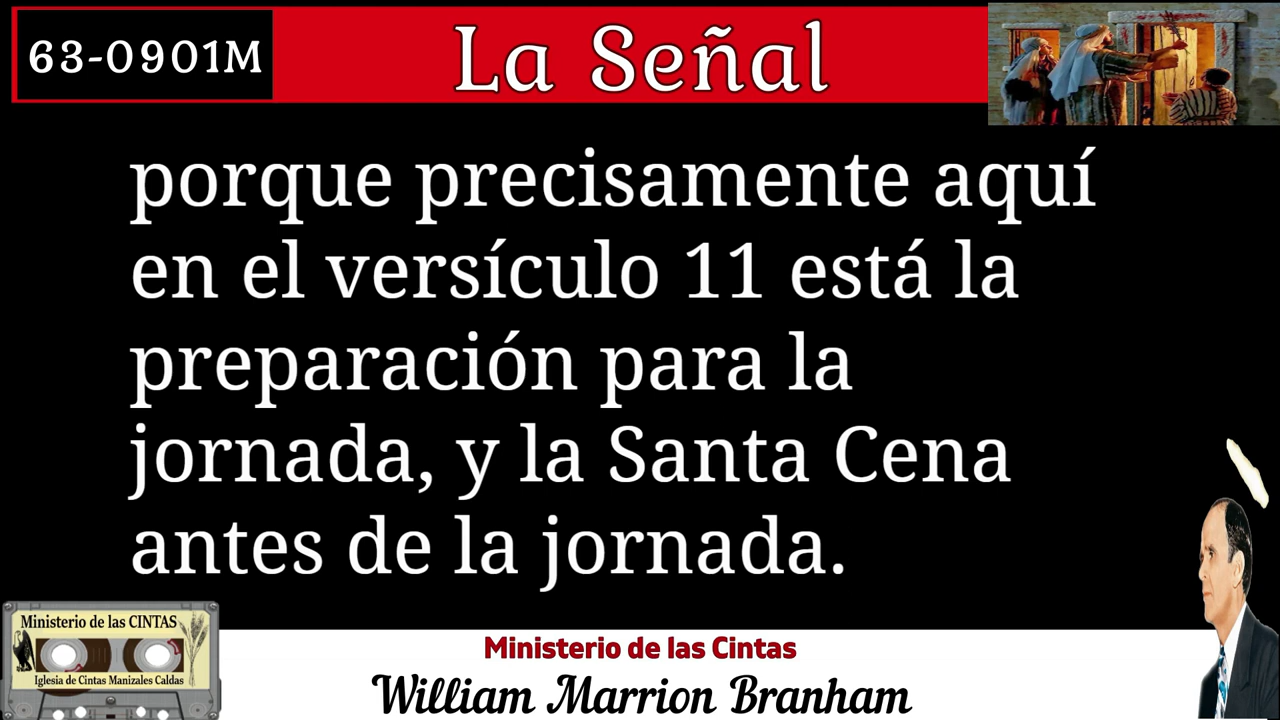 63-0901M
La Señal
porque precisamente aquí
en el versículo 11 está la
preparación para la
jornada, y la Santa Cena
antes de la jornada.
Ministerio de las CINTAS
Iglesia de Cintas Manizales Caldas
Ministerio de las Cintas
William Marrion Branham